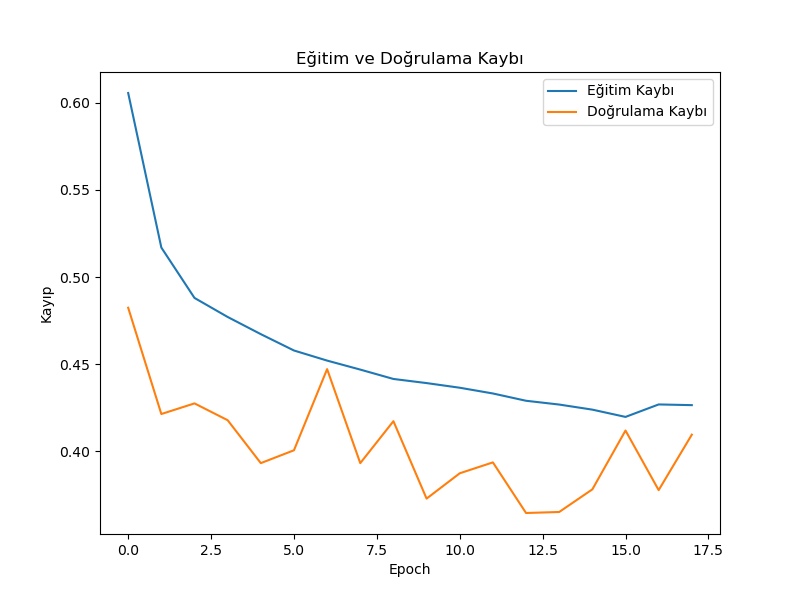 Eğitim ve Doğrulama Kaybı
Eğitim Kaybı
Doğrulama Kaybı
Kayıp
0.60
0.55
0.50
0.45
0.40
0.0 2.5 5.0 7.5 10.0 12.5 15.0 17.5
Epoch